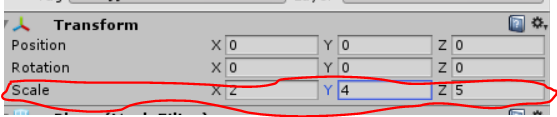 Transform
Position X 0 Y 0 Z 0
Rotation X 0 Y 0 Z 0
Scale X 2 Y 4 Z 5